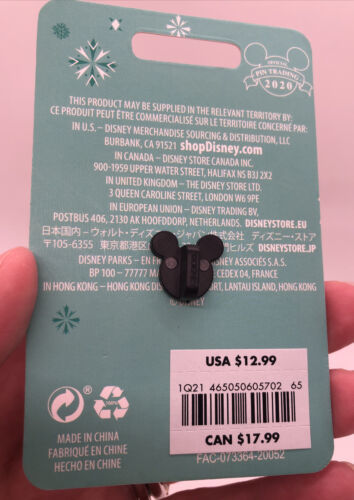 OFFICIAL
PIN TRADING
2020
THIS PRODUCT MAY BE SUPPLIED IN THE RELEVANT TERRITORY BY:
CE PRODUIT PEUT ÊTRE COMMERCIALISÉ SUR LE TERRITOIRE CONCERNÉ PAR:
IN U.S. – DISNEY MERCHANDISE SOURCING & DISTRIBUTION, LLC
BURBANK, CA 91521 shopDisney.com
IN CANADA – DISNEY STORE CANADA INC.
900-1959 UPPER WATER STREET, HALIFAX NS B3J 2X2
IN UNITED KINGDOM – THE DISNEY STORE LTD.
3 QUEEN CAROLINE STREET, LONDON W6 9PE
IN EUROPEAN UNION – DISNEY TRADING BV,
POSTBUS 406, 2130 AK HOOFDDORP, NETHERLANDS. DISNEYSTORE.EU
日本国内 – ウォルト・ディズニー・ジャパン株式会社 ディズニー・ストア
〒105-6355 東京都港区 門ヒルズ DISNEYSTORE.JP
DISNEY PARKS – EN DISNEY ASSOCIÉS S.A.S.
BP 100 – 77777 CEDEX 04, FRANCE
IN HONG KONG – HONG KONG LANTAU ISLAND, HONG KONG
© DISNEY
100%
USA $12.99
1Q21 465050605702 65
CAN $17.99
MADE IN CHINA
FABRIQUÉ EN CHINE
HECHO EN CHINA
FAC-073364-20052